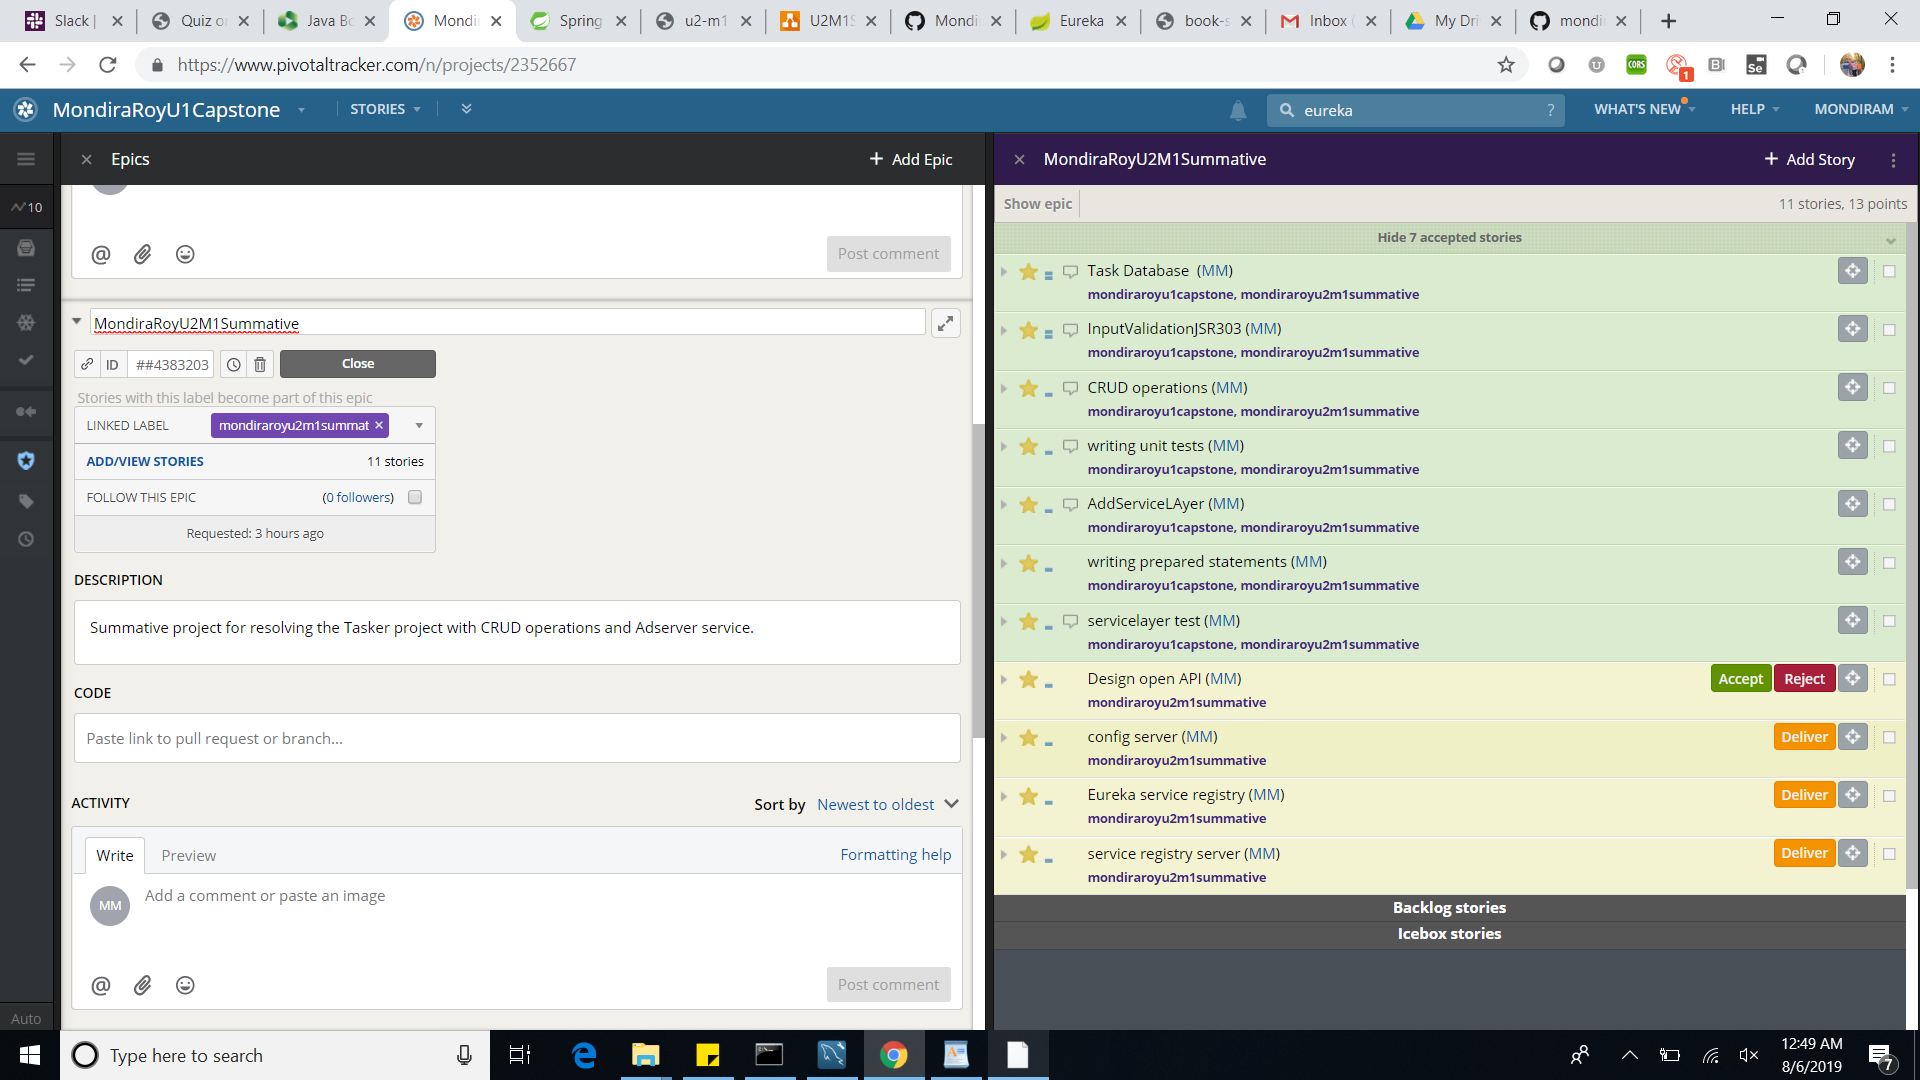 Slack |
Quiz o
Java Bo
Mondir
Spring
u2-m1
U2M1S
Mondi
Eureka
book-s
Inbox (
My Dri
mondi
https://www.pivotaltracker.com/n/projects/2352667
CORS
1
Se
MondiraRoyU1Capstone
STORIES
eureka
?
WHAT'S NEW
HELP
MONDIRAM
10
Auto
Epics
+ Add Epic
@
Post comment
MondiraRoyU2M1Summative
ID
##4383203
Close
Stories with this label become part of this epic
LINKED LABEL
mondiraroyu2m1summat ×
ADD/VIEW STORIES
11 stories
FOLLOW THIS EPIC
(0 followers)
Requested: 3 hours ago
DESCRIPTION
Summative project for resolving the Tasker project with CRUD operations and Adserver service.
CODE
Paste link to pull request or branch...
ACTIVITY
Sort by Newest to oldest
Write
Preview
Formatting help
MM
Add a comment or paste an image
@
Post comment
MondiraRoyU2M1Summative
+ Add Story
Show epic
11 stories, 13 points
Hide 7 accepted stories
Task Database (MM)
mondiraroyu1capstone, mondiraroyu2m1summative
InputValidationJSR303 (MM)
mondiraroyu1capstone, mondiraroyu2m1summative
CRUD operations (MM)
mondiraroyu1capstone, mondiraroyu2m1summative
writing unit tests (MM)
mondiraroyu1capstone, mondiraroyu2m1summative
AddServiceLAyer (MM)
mondiraroyu1capstone, mondiraroyu2m1summative
writing prepared statements (MM)
mondiraroyu1capstone, mondiraroyu2m1summative
servicelayer test (MM)
mondiraroyu1capstone, mondiraroyu2m1summative
Design open API (MM)
Accept
Reject
mondiraroyu2m1summative
config server (MM)
Deliver
mondiraroyu2m1summative
Eureka service registry (MM)
Deliver
mondiraroyu2m1summative
service registry server (MM)
Deliver
mondiraroyu2m1summative
Backlog stories
Icebox stories
Type here to search
12:49 AM
8/6/2019
7